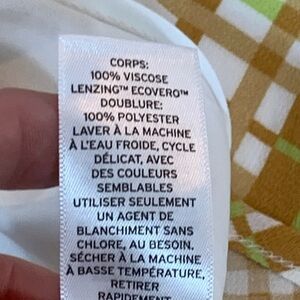 CORPS:
100% VISCOSE
LENZING™ ECOVERO™
DOUBLURE:
100% POLYESTER
LAVER À LA MACHINE
À L'EAU FROIDE, CYCLE
DÉLICAT, AVEC
DES COULEURS
SEMBLABLES
UTILISER SEULEMENT
UN AGENT DE
BLANCHIMENT SANS
CHLORE, AU BESOIN.
SÉCHER À LA MACHINE
À BASSE TEMPÉRATURE,
RETIRER
RAPIDEMENT